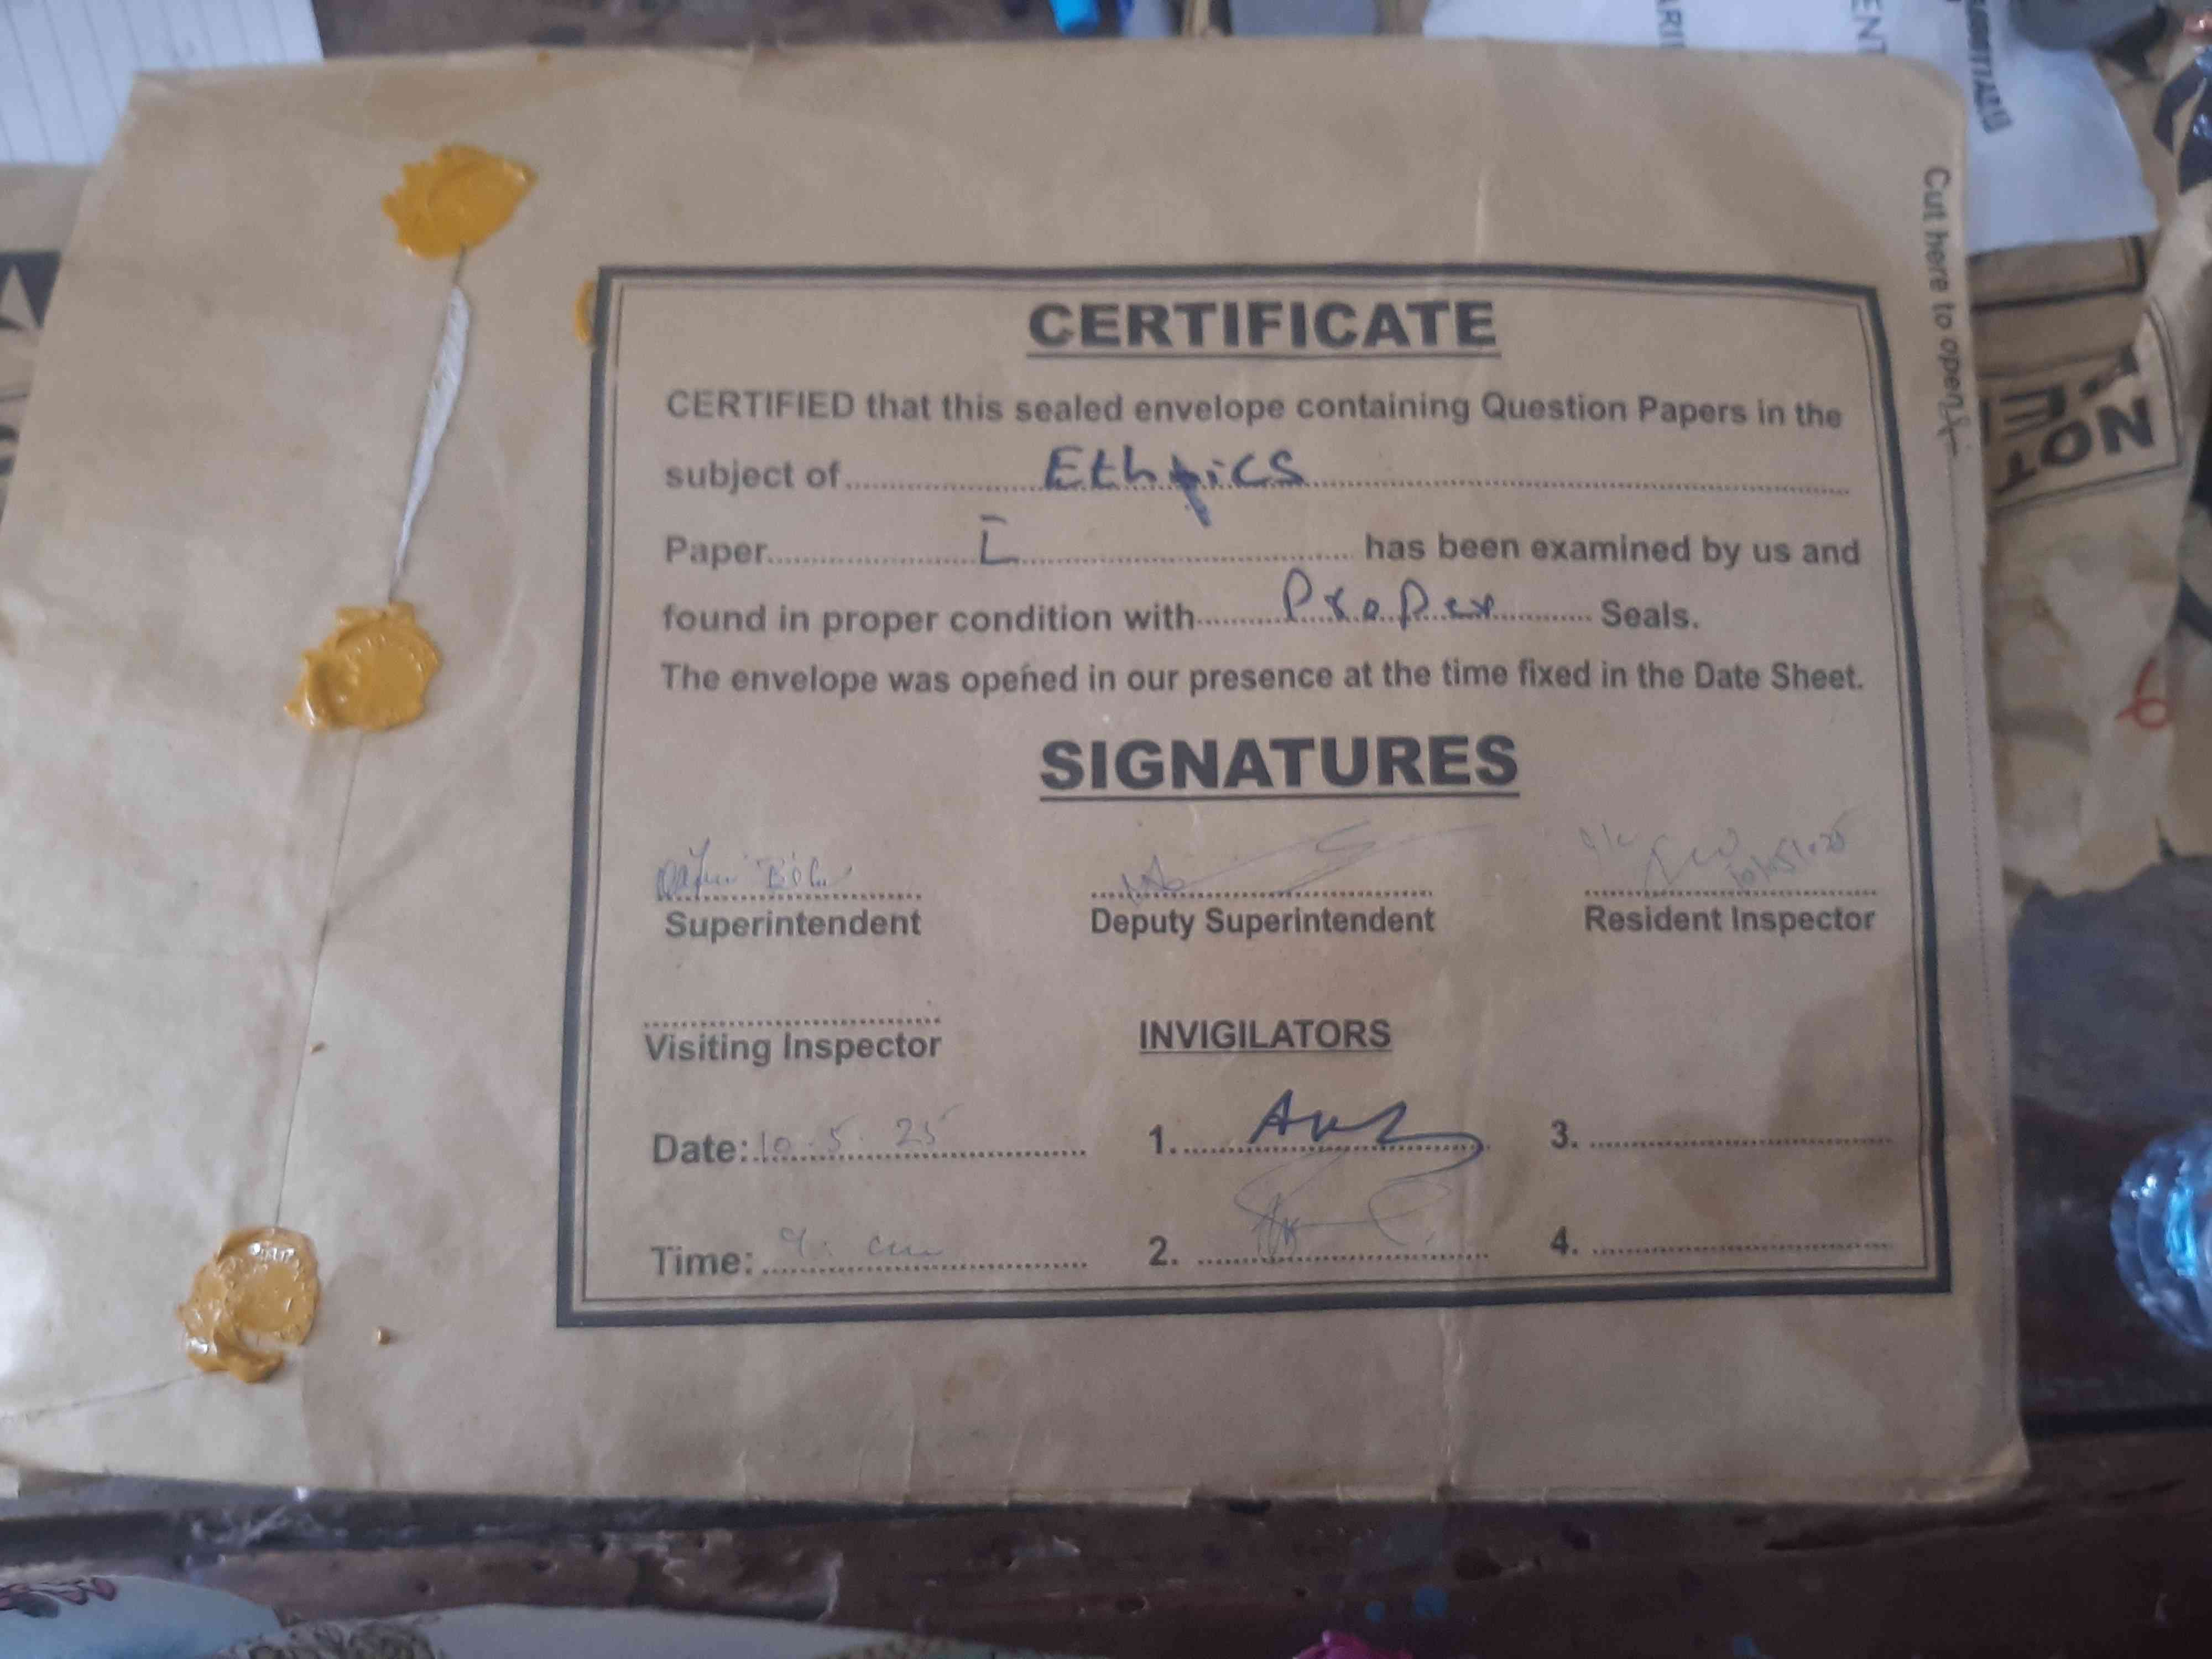 CERTIFICATE
CERTIFIED that this sealed envelope containing Question Papers in the
subject of Ethics
Paper I has been examined by us and
found in proper condition with Proper Seals.
The envelope was opened in our presence at the time fixed in the Date Sheet.
SIGNATURES
Superintendent Deputy Superintendent Resident Inspector
Visiting Inspector INVIGILATORS
Date: 10.5.25 1. 3.
Time: 2. 4.
Cut here to open
NOT